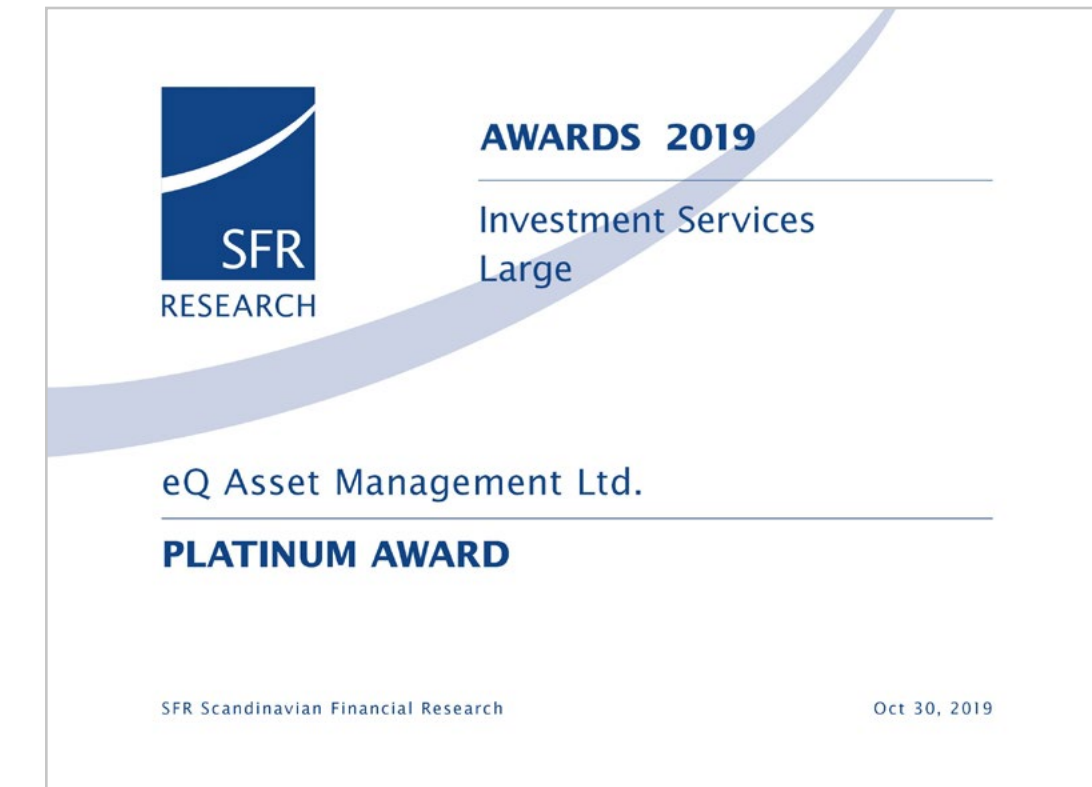 SFR
RESEARCH
AWARDS 2019
Investment Services
Large
eQ Asset Management Ltd.
PLATINUM AWARD
SFR Scandinavian Financial Research
Oct 30, 2019